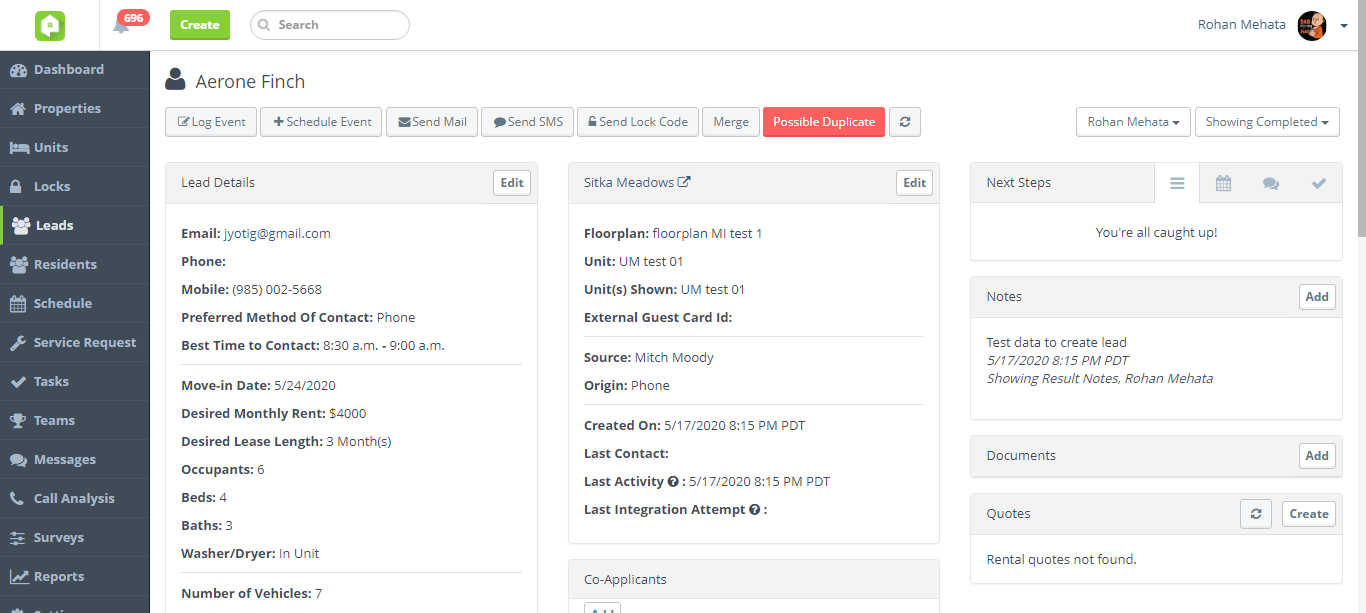 696
Create
Search
Rohan Mehata
Dashboard
Properties
Units
Locks
Leads
Residents
Schedule
Service Request
Tasks
Teams
Messages
Call Analysis
Surveys
Reports
Aerone Finch
Log Event
Schedule Event
Send Mail
Send SMS
Send Lock Code
Merge
Possible Duplicate
Rohan Mehata
Showing Completed
Lead Details
Edit
Email: jyotig@gmail.com
Phone:
Mobile: (985) 002-5668
Preferred Method Of Contact: Phone
Best Time to Contact: 8:30 a.m. - 9:00 a.m.
Move-in Date: 5/24/2020
Desired Monthly Rent: $4000
Desired Lease Length: 3 Month(s)
Occupants: 6
Beds: 4
Baths: 3
Washer/Dryer: In Unit
Number of Vehicles: 7
Sitka Meadows
Edit
Floorplan: floorplan MI test 1
Unit: UM test 01
Unit(s) Shown: UM test 01
External Guest Card Id:
Source: Mitch Moody
Origin: Phone
Created On: 5/17/2020 8:15 PM PDT
Last Contact:
Last Activity ? : 5/17/2020 8:15 PM PDT
Last Integration Attempt ? :
Co-Applicants
Add
Next Steps
You're all caught up!
Notes
Add
Test data to create lead
5/17/2020 8:15 PM PDT
Showing Result Notes, Rohan Mehata
Documents
Add
Quotes
Create
Rental quotes not found.